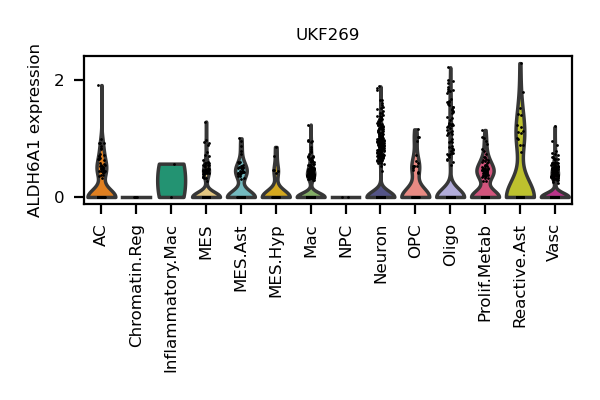 UKF269
ALDH6A1 expression
2
0
AC
Chromatin.Reg
Inflammatory.Mac
MES
MES.Ast
MES.Hyp
Mac
NPC
Neuron
OPC
Oligo
Prolif.Metab
Reactive.Ast
Vasc